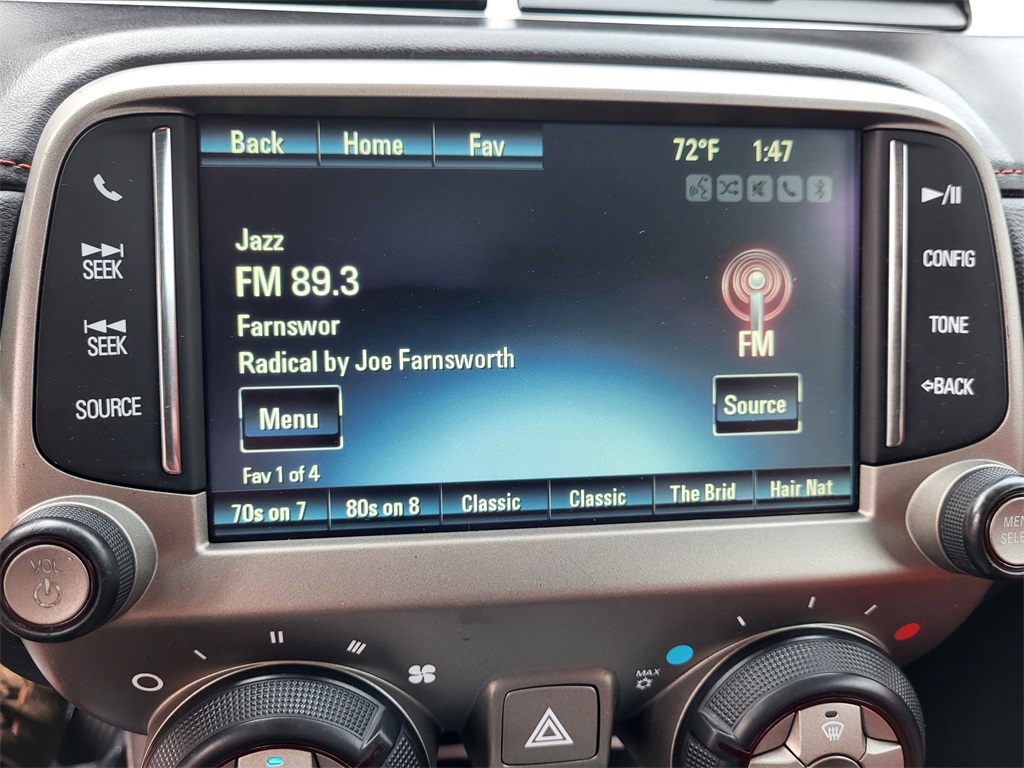 Back Home Fav 72°F 1:47
Jazz
FM 89.3
Farnswor
Radical by Joe Farnsworth
FM
Menu Source
Fav 1 of 4
70s on 7 80s on 8 Classic Classic The Brid Hair Nat
SEEK
SEEK
SOURCE
CONFIG
TONE
BACK
VOL
MENU
SELE
MAX